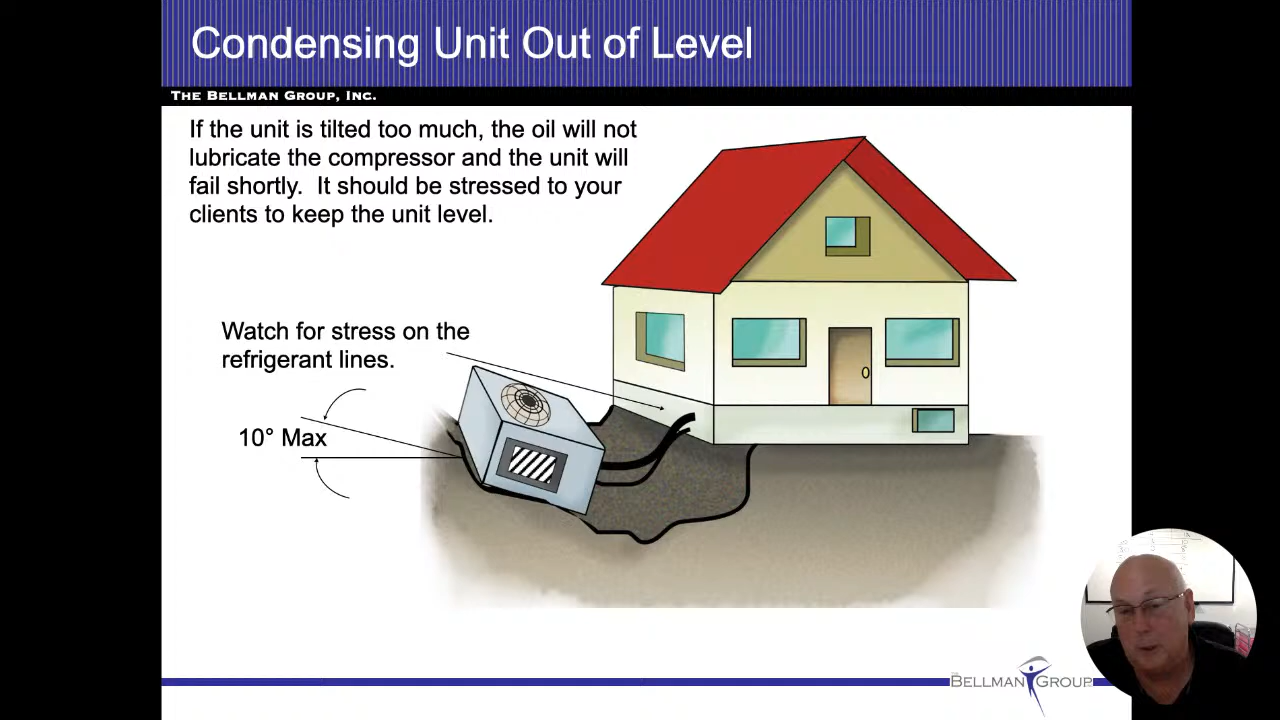 Condensing Unit Out of Level
THE BELLMAN GROUP, INC.
If the unit is tilted too much, the oil will not
lubricate the compressor and the unit will
fail shortly.  It should be stressed to your
clients to keep the unit level.
Watch for stress on the
refrigerant lines.
10° Max
THE
BELLMAN GROUP